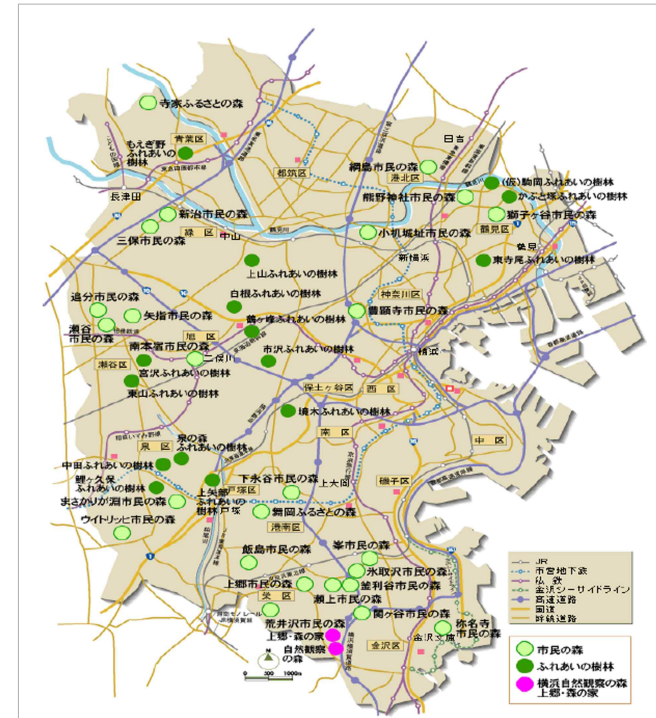 寺家ふるさとの森
もえぎ野
ふれあいの
樹林
青葉区
都筑区
日吉
綱島市民の森
港北区
(仮)駒岡ふれあいの樹林
かぶと塚ふれあいの樹林
熊野神社市民の森
獅子ヶ谷市民の森
鶴見区
鶴見
長津田
新治市民の森
三保市民の森
緑 区
中山
小机城址市民の森
新横浜
東寺尾ふれあいの樹林
上山ふれあいの樹林
神奈川区
追分市民の森
矢指市民の森
白根ふれあいの樹林
鶴ヶ峰ふれあいの樹林
豊顕寺市民の森
瀬谷
市民の森
旭 区
南本宿市民の森
二俣川
市沢ふれあいの樹林
横浜
瀬谷区
宮沢ふれあいの樹林
保土ヶ谷区
西 区
東山ふれあいの樹林
境木ふれあいの樹林
南 区
中 区
泉 区
泉の森
ふれあいの樹林
中田ふれあいの樹林
鯉ヶ久保
ふれあいの樹林
上矢部
ふれあい
の樹林
戸塚
戸塚区
下永谷市民の森
上大岡
磯子区
まさかりが淵市民の森
舞岡ふるさとの森
港南区
ウイトリッヒ市民の森
飯島市民の森
峯市民の森
氷取沢市民の森
上郷市民の森
釜利谷市民の森
栄 区
瀬上市民の森
荒井沢市民の森
関ヶ谷市民の森
上郷・森の家
自然観察
の森
金沢区
金沢文庫
称名寺
市民の森
N
0 500 1000m
JR
市営地下鉄
私 鉄
金沢シーサイドライン
高速道路
国道
幹線道路
市民の森
ふれあいの樹林
横浜自然観察の森
上郷・森の家